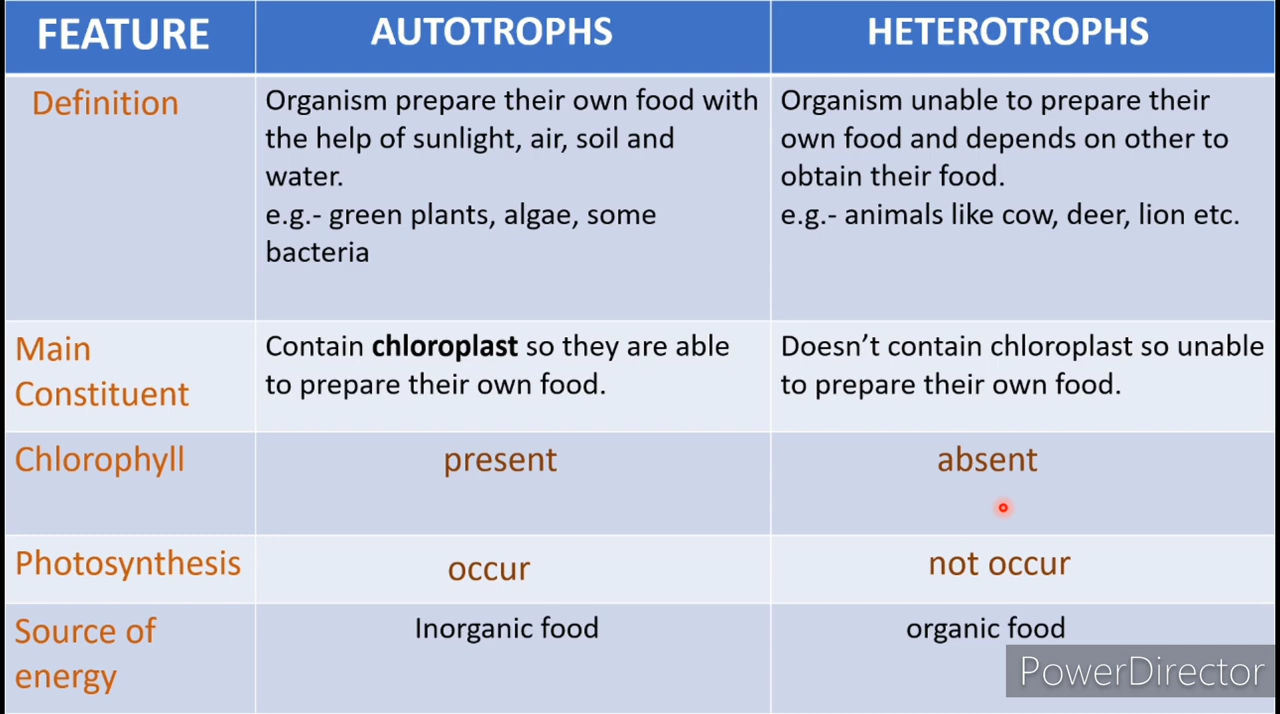 FEATURE
AUTOTROPHS
HETEROTROPHS
Definition
Organism prepare their own food with
the help of sunlight, air, soil and
water.
e.g.- green plants, algae, some
bacteria
Organism unable to prepare their
own food and depends on other to
obtain their food.
e.g.- animals like cow, deer, lion etc.
Main
Constituent
Contain chloroplast so they are able
to prepare their own food.
Doesn’t contain chloroplast so unable
to prepare their own food.
Chlorophyll
present
absent
Photosynthesis
occur
not occur
Source of
energy
Inorganic food
organic food
PowerDirector